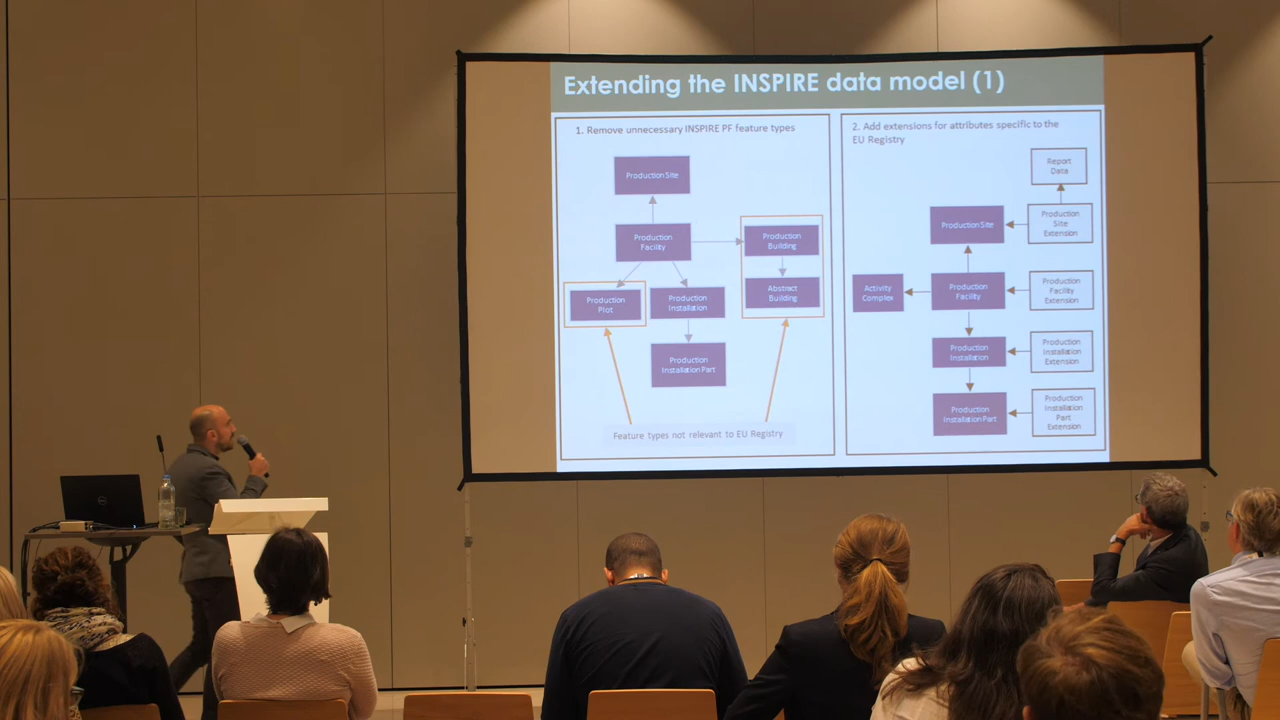 Extending the INSPIRE data model (1)
1. Remove unnecessary INSPIRE PF feature types
Production Site
Production
Facility
Production
Building
Production
Plot
Production
Installation
Abstract
Building
Production
Installation Part
Feature types not relevant to EU Registry
2. Add extensions for attributes specific to the
EU Registry
Report
Data
Production Site
Production
Site
Extension
Activity
Complex
Production
Facility
Production
Facility
Extension
Production
Installation
Production
Installation
Extension
Production
Installation Part
Production
Installation
Part
Extension